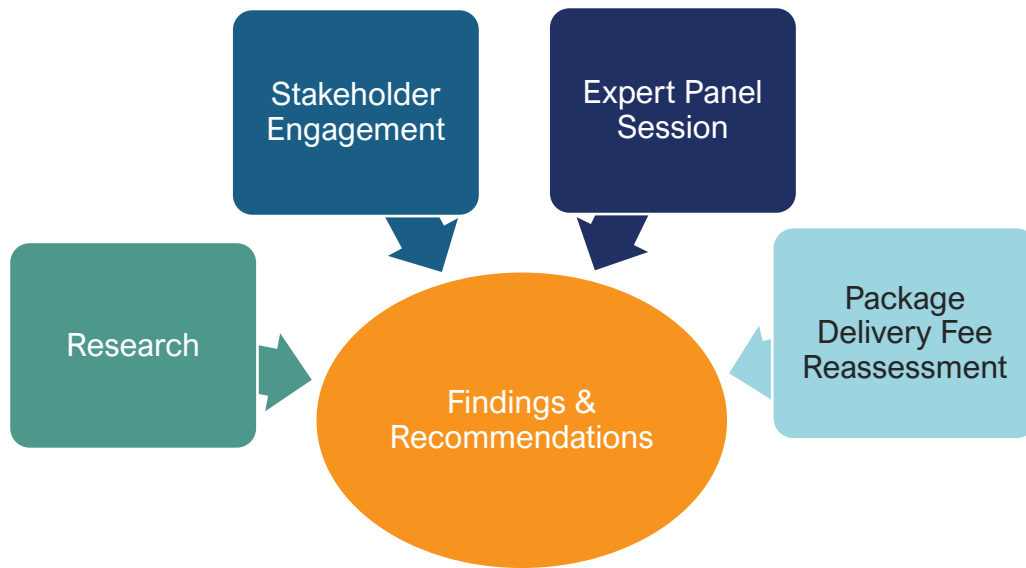 Stakeholder
Engagement
Expert Panel
Session
Research
Package
Delivery Fee
Reassessment
Findings &
Recommendations